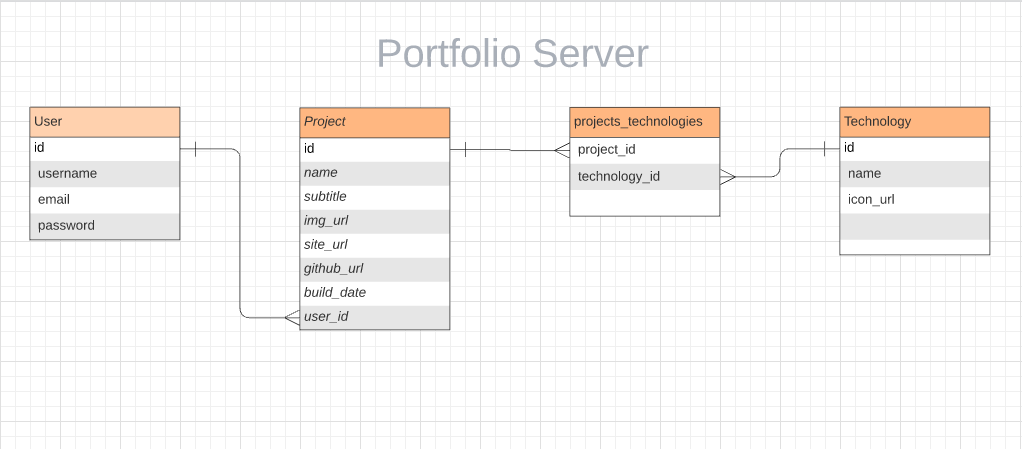 Portfolio Server
User
id
username
email
password
Project
id
name
subtitle
img_url
site_url
github_url
build_date
user_id
projects_technologies
project_id
technology_id
Technology
id
name
icon_url